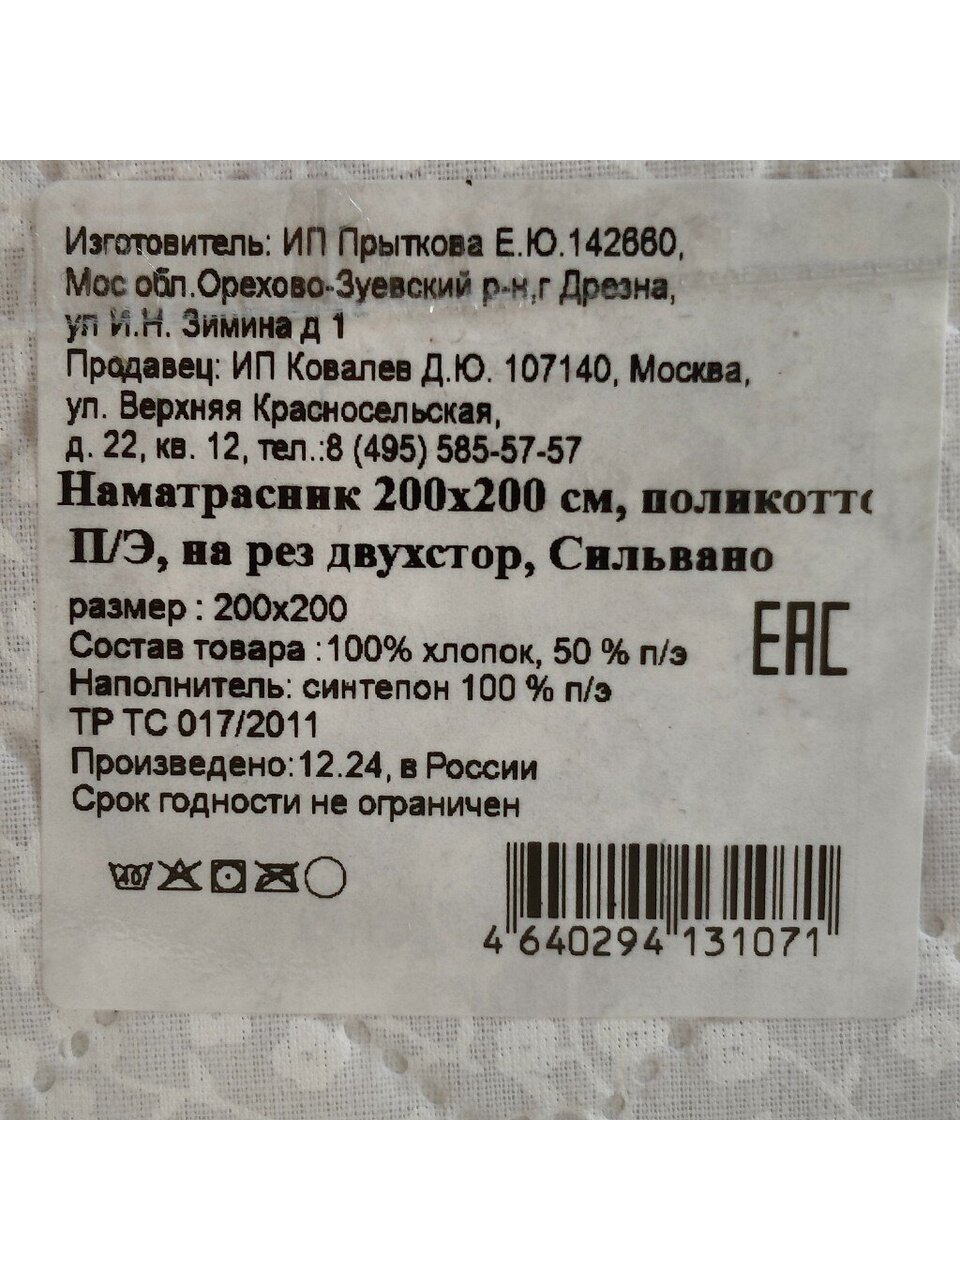 Изготовитель: ИП Прыткова Е.Ю.142660,
Мос обл.Орехово-Зуевский р-н,г Дрезна,
ул И.Н. Зимина д 1
Продавец: ИП Ковалев Д.Ю. 107140, Москва,
ул. Верхняя Красносельская,
д. 22, кв. 12, тел.:8 (495) 585-57-57
Наматрасник 200x200 см, поликотто
П/Э, на рез двухстор, Сильвано
размер : 200x200
Состав товара :100% хлопок, 50 % п/э
Наполнитель: синтепон 100 % п/э
ТР ТС 017/2011
Произведено:12.24, в России
Срок годности не ограничен
EAC
4 640294 131071